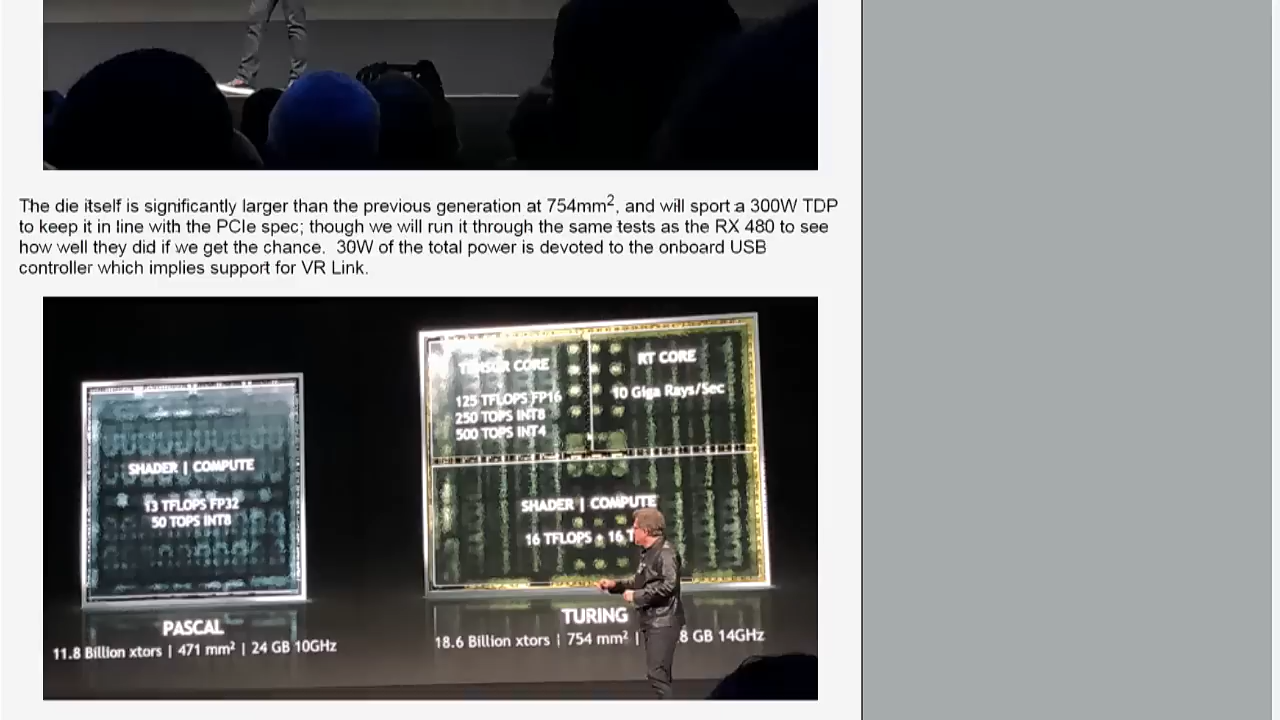 The die itself is significantly larger than the previous generation at 754mm2, and will sport a 300W TDP
to keep it in line with the PCIe spec; though we will run it through the same tests as the RX 480 to see
how well they did if we get the chance.  30W of the total power is devoted to the onboard USB
controller which implies support for VR Link.
TENSOR CORE
125 TFLOPS FP16
250 TOPS INT8
500 TOPS INT4
RT CORE
10 Giga Rays/Sec
SHADER | COMPUTE
13 TFLOPS FP32
50 TOPS INT8
SHADER | COMPUTE
16 TFLOPS + 16 T
PASCAL
11.8 Billion xtors | 471 mm² | 24 GB 10GHz
TURING
18.6 Billion xtors | 754 mm² | 8 GB 14GHz